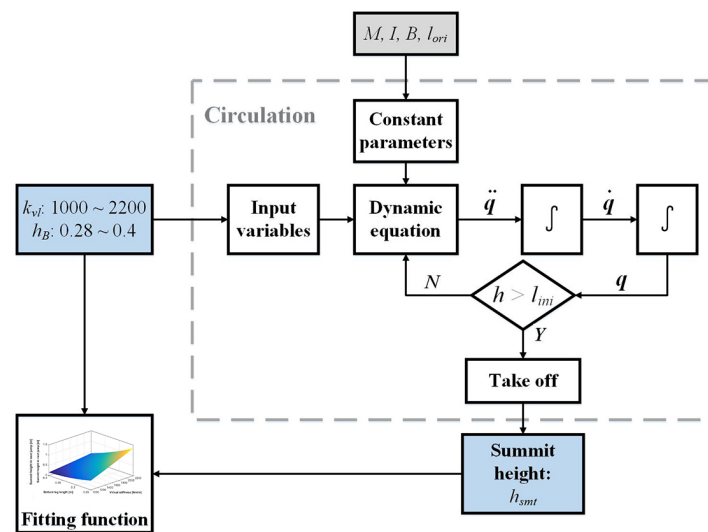 M, I, B, l_ori
Circulation
Constant
parameters
k_vl: 1000 ~ 2200
h_B: 0.28 ~ 0.4
Input
variables
Dynamic
equation
q̈
∫
q̇
∫
q
N
h > l_ini
Y
Take off
Summit
height:
h_smt
Fitting function